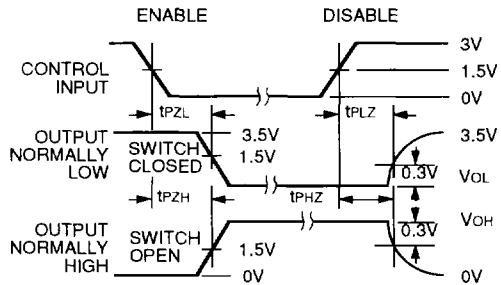 ENABLE DISABLE
3V
CONTROL INPUT 1.5V
0V
tPZL tPLZ
OUTPUT NORMALLY LOW
SWITCH CLOSED
3.5V
1.5V
3.5V
0.3V
VOL
tPZH tPHZ
VOH
0.3V
OUTPUT NORMALLY HIGH
SWITCH OPEN
1.5V
0V
0V